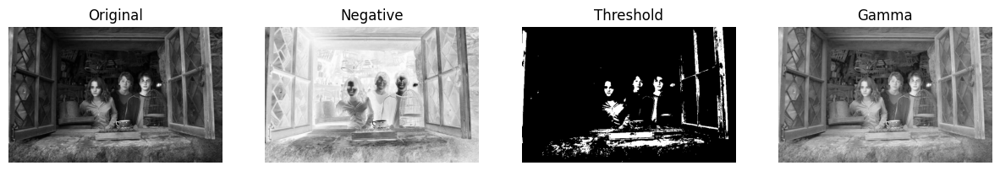 Original
Negative
Threshold
Gamma